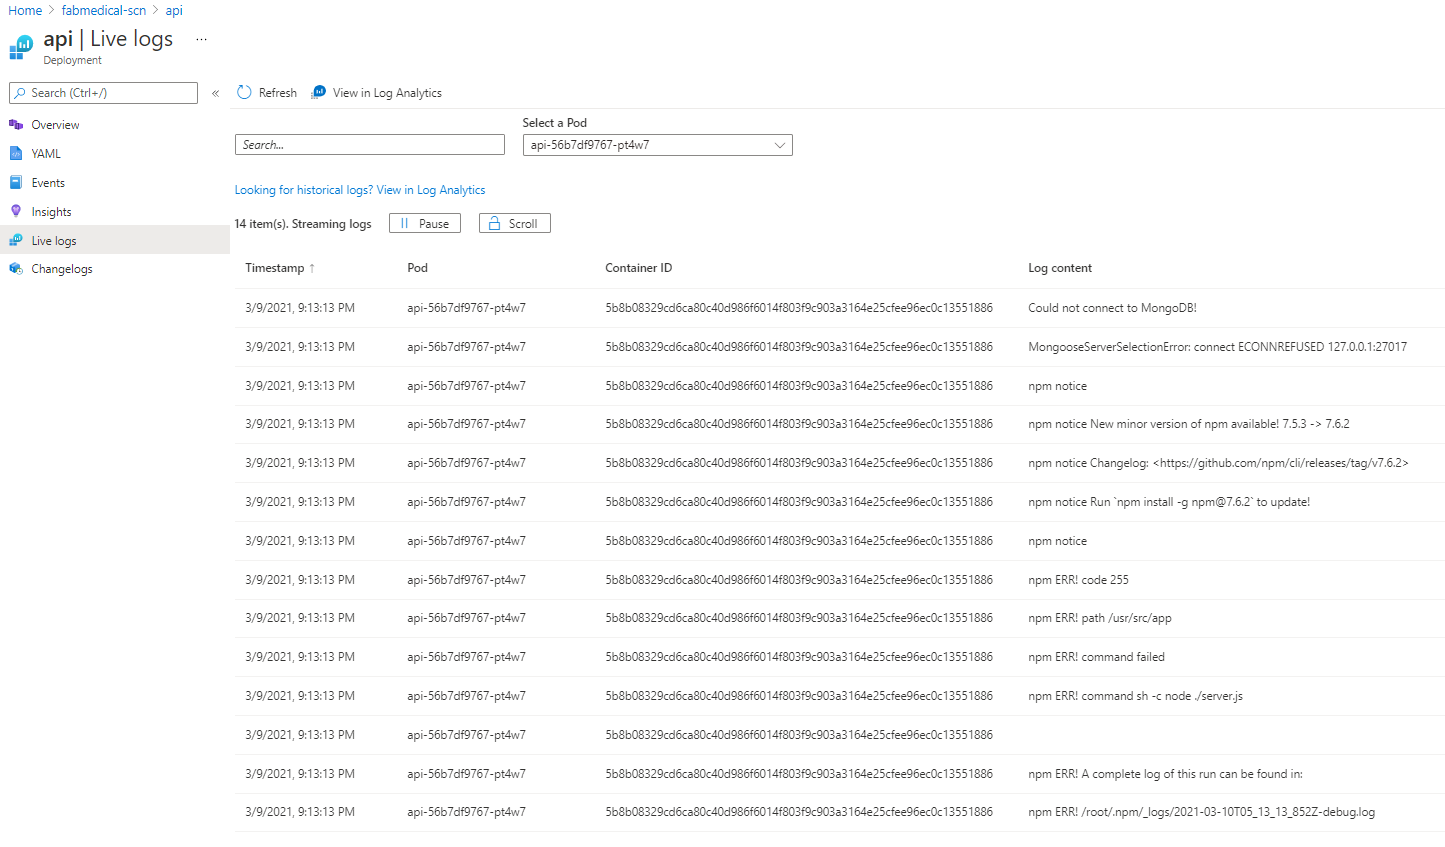 Home > fabmedical-scn > api
api | Live logs ...
Deployment
Search (Ctrl+/)
«
Refresh View in Log Analytics
Overview
YAML
Events
Insights
Live logs
Changelogs
Select a Pod
Search... api-56b7df9767-pt4w7
Looking for historical logs? View in Log Analytics
14 item(s). Streaming logs Pause Scroll
Timestamp ↑ Pod Container ID Log content
3/9/2021, 9:13:13 PM api-56b7df9767-pt4w7 5b8b08329cd6ca80c40d986f6014f803f9c903a3164e25cfee96ec0c13551886 Could not connect to MongoDB!
3/9/2021, 9:13:13 PM api-56b7df9767-pt4w7 5b8b08329cd6ca80c40d986f6014f803f9c903a3164e25cfee96ec0c13551886 MongooseServerSelectionError: connect ECONNREFUSED 127.0.0.1:27017
3/9/2021, 9:13:13 PM api-56b7df9767-pt4w7 5b8b08329cd6ca80c40d986f6014f803f9c903a3164e25cfee96ec0c13551886 npm notice
3/9/2021, 9:13:13 PM api-56b7df9767-pt4w7 5b8b08329cd6ca80c40d986f6014f803f9c903a3164e25cfee96ec0c13551886 npm notice New minor version of npm available! 7.5.3 -> 7.6.2
3/9/2021, 9:13:13 PM api-56b7df9767-pt4w7 5b8b08329cd6ca80c40d986f6014f803f9c903a3164e25cfee96ec0c13551886 npm notice Changelog: <https://github.com/npm/cli/releases/tag/v7.6.2>
3/9/2021, 9:13:13 PM api-56b7df9767-pt4w7 5b8b08329cd6ca80c40d986f6014f803f9c903a3164e25cfee96ec0c13551886 npm notice Run `npm install -g npm@7.6.2` to update!
3/9/2021, 9:13:13 PM api-56b7df9767-pt4w7 5b8b08329cd6ca80c40d986f6014f803f9c903a3164e25cfee96ec0c13551886 npm notice
3/9/2021, 9:13:13 PM api-56b7df9767-pt4w7 5b8b08329cd6ca80c40d986f6014f803f9c903a3164e25cfee96ec0c13551886 npm ERR! code 255
3/9/2021, 9:13:13 PM api-56b7df9767-pt4w7 5b8b08329cd6ca80c40d986f6014f803f9c903a3164e25cfee96ec0c13551886 npm ERR! path /usr/src/app
3/9/2021, 9:13:13 PM api-56b7df9767-pt4w7 5b8b08329cd6ca80c40d986f6014f803f9c903a3164e25cfee96ec0c13551886 npm ERR! command failed
3/9/2021, 9:13:13 PM api-56b7df9767-pt4w7 5b8b08329cd6ca80c40d986f6014f803f9c903a3164e25cfee96ec0c13551886 npm ERR! command sh -c node ./server.js
3/9/2021, 9:13:13 PM api-56b7df9767-pt4w7 5b8b08329cd6ca80c40d986f6014f803f9c903a3164e25cfee96ec0c13551886
3/9/2021, 9:13:13 PM api-56b7df9767-pt4w7 5b8b08329cd6ca80c40d986f6014f803f9c903a3164e25cfee96ec0c13551886 npm ERR! A complete log of this run can be found in:
3/9/2021, 9:13:13 PM api-56b7df9767-pt4w7 5b8b08329cd6ca80c40d986f6014f803f9c903a3164e25cfee96ec0c13551886 npm ERR! /root/.npm/_logs/2021-03-10T05_13_13_852Z-debug.log